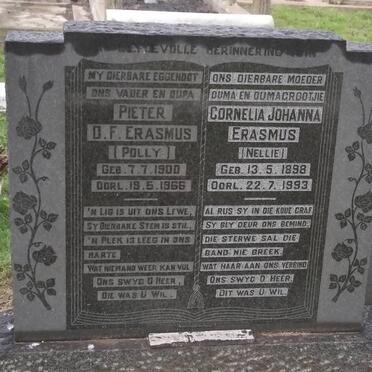 LIEFDEVOLLE HERINNERING AAN
MY DIERBARE EGGENOOT
ONS VADER EN OUPA
PIETER
D.F. ERASMUS
(POLLY)
GEB. 7.7.1900
OORL. 19.5.1966
'N LIG IS UIT ONS LEWE,
SY DIERBARE STEM IS STIL,
'N PLEK IS LEEG IN ONS
HARTE
WAT NIEMAND WEER KAN VUL
ONS SWYG O HEER,
DIE WAS U WIL.
ONS DIERBARE MOEDER
OUMA EN OUMAGROOTJIE
CORNELIA JOHANNA
ERASMUS
(NELLIE)
GEB. 13.5.1898
OORL. 22.7.1993
AL RUS SY IN DIE KOUE GRAF
SY BLY DEUR ONS BEMIND,
DIE STERWE SAL DIE
BAND NIE BREEK
WAT HAAR AAN ONS VERBIND
ONS SWYG O HEER,
DIT WAS U WIL.